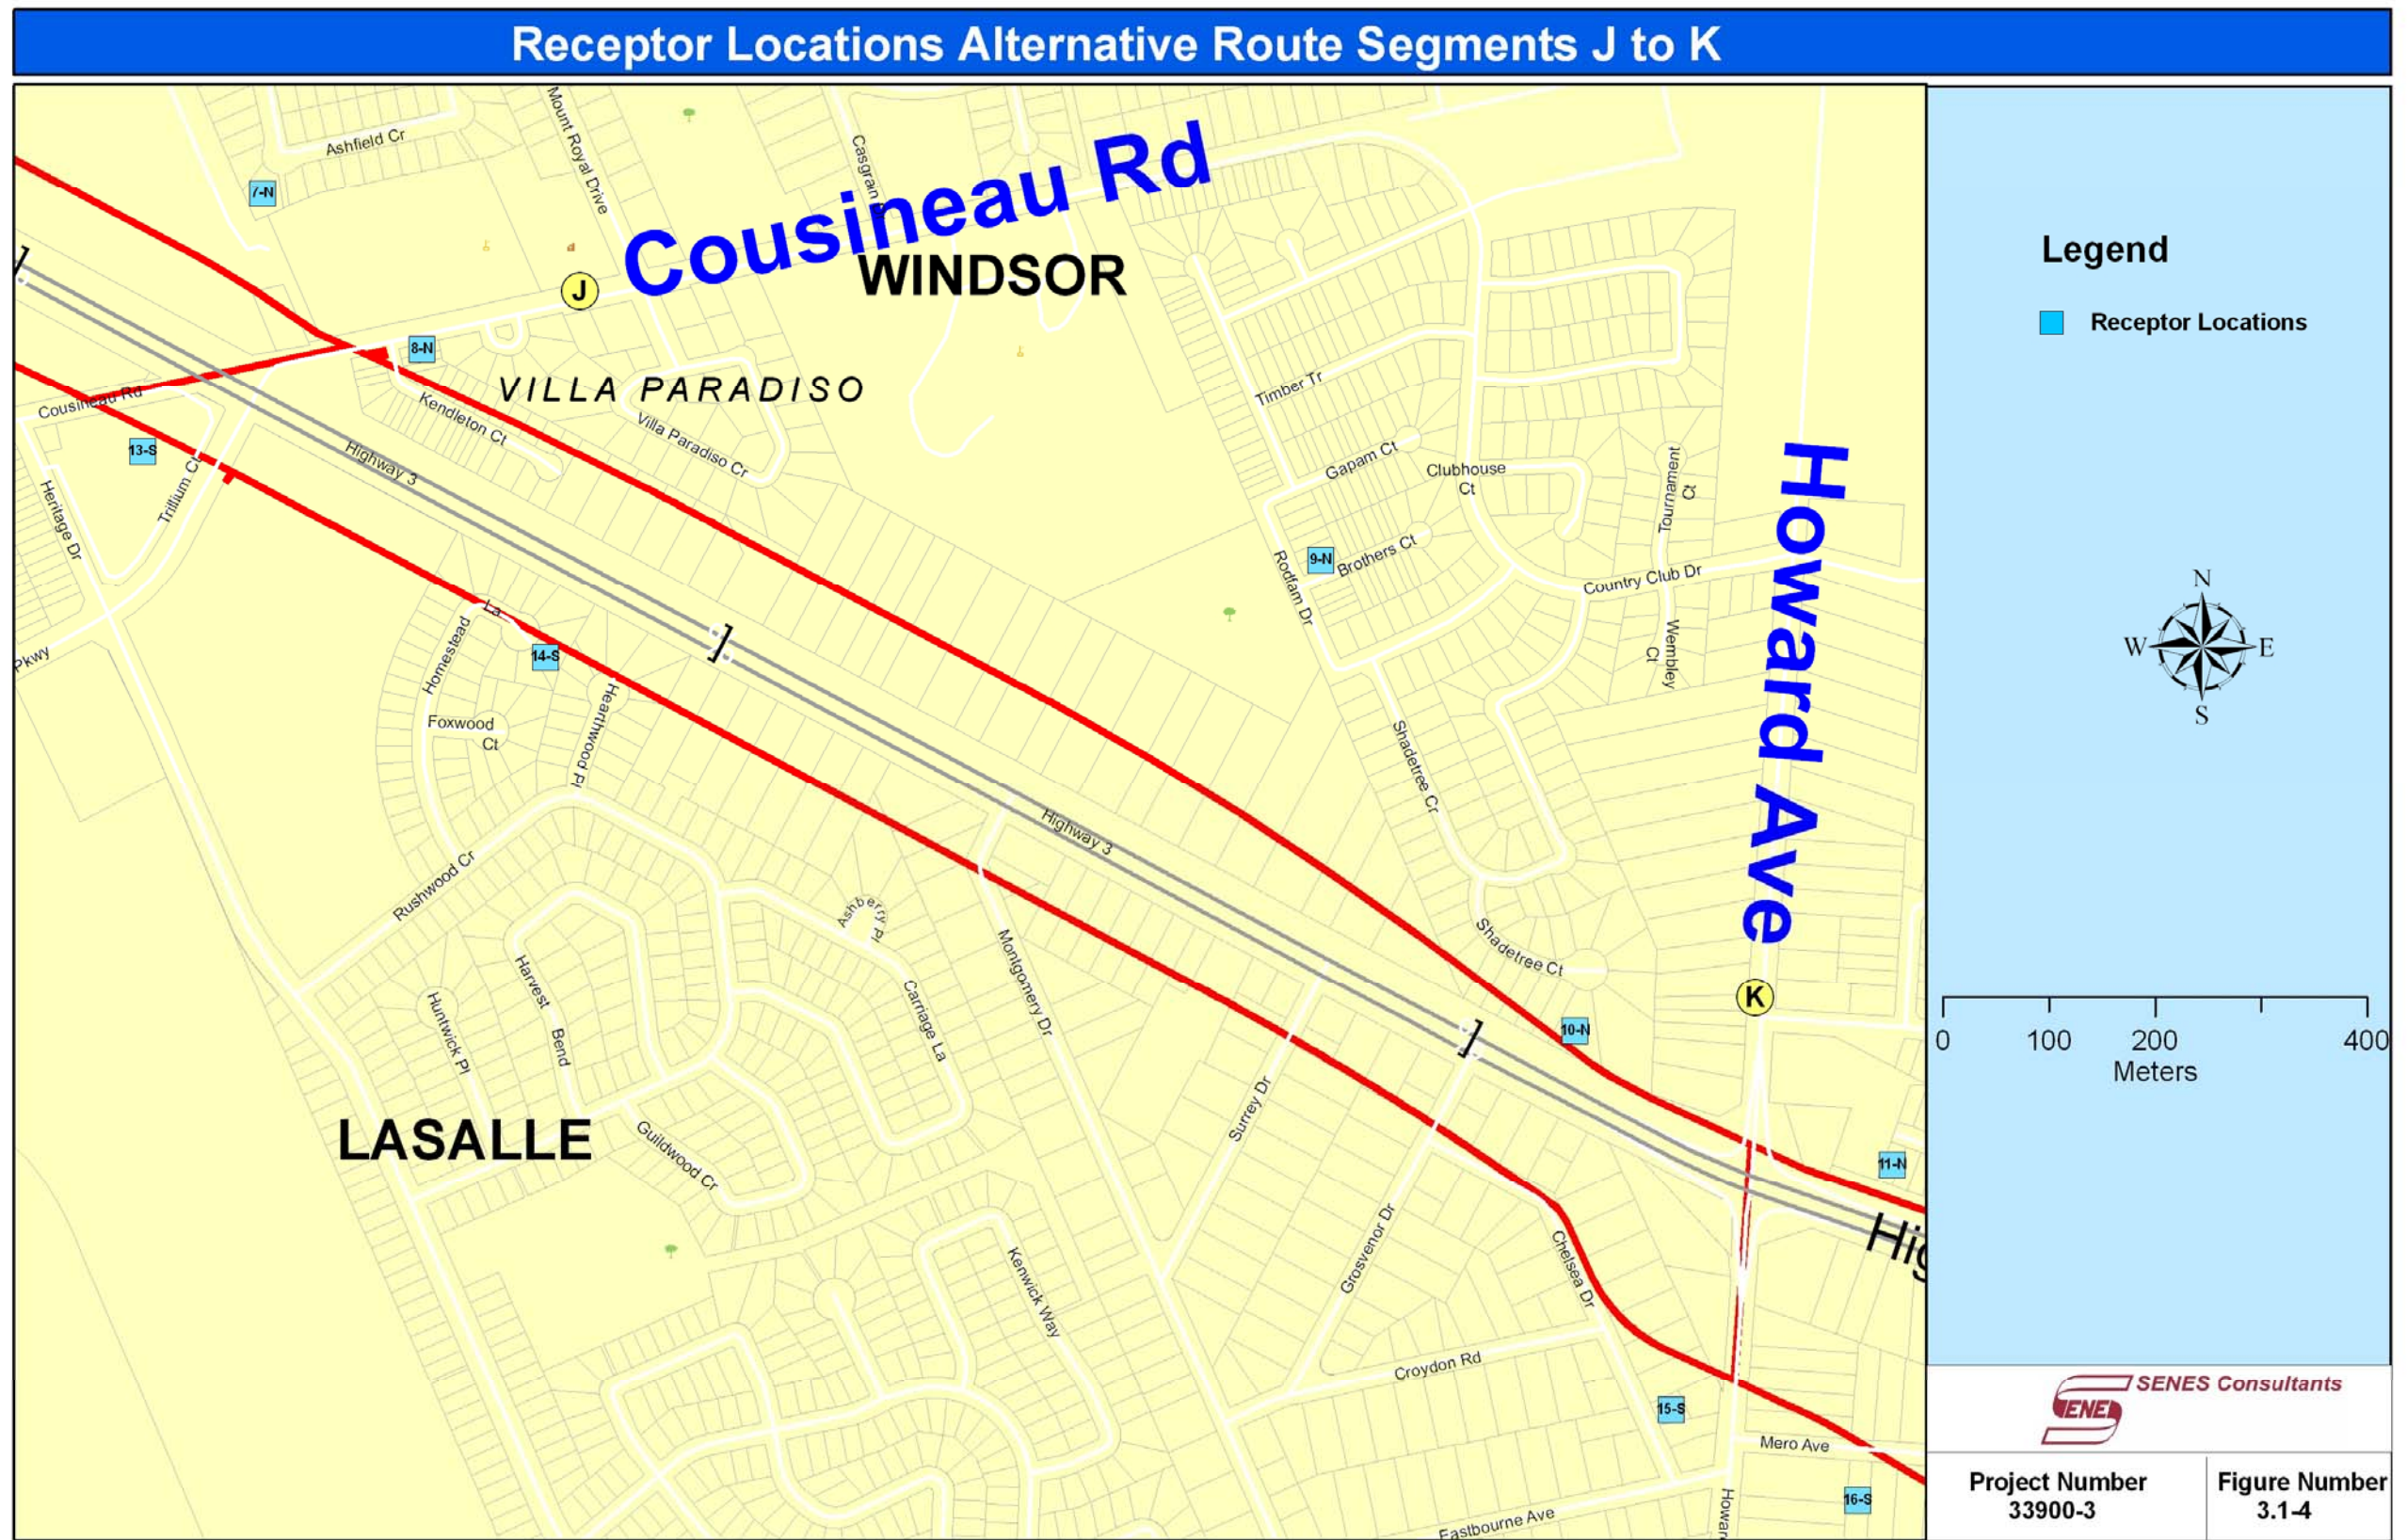 Receptor Locations Alternative Route Segments J to K
Mount Royal Drive
Ashfield Cr
Casgrain
7-N
Cousineau Rd
WINDSOR
J
8-N
VILLA PARADISO
Cousineau Rd
Kendleton Ct
Villa Paradiso Cr
Timber Tr
13-S
Highway 3
Trillium Ct
Heritage Dr
Gapam Ct
Clubhouse
Ct
Tournament
Ct
Howard Ave
9-N
Brothers Ct
Rodfam Dr
Country Club Dr
Wembley
Ct
La
Homestead
14-S
Pkwy
Hearthwood Pl
Foxwood
Ct
Shadetree Cr
Highway 3
Rushwood Cr
Ashberry Pl
Shadetree Ct
Montgomery Dr
Harvest
Bend
Huntwick Pl
Carriage La
K
10-N
LASALLE
Guildwood Cr
Surrey Dr
11-N
Grosvenor Dr
Chelsea Dr
Hig
Kenwick Way
Croydon Rd
15-S
Mero Ave
16-S
Eastbourne Ave
Howar
Legend
Receptor Locations
N
W
E
S
0 100 200 400
Meters
SENES Consultants
SENES
Project Number
33900-3
Figure Number
3.1-4